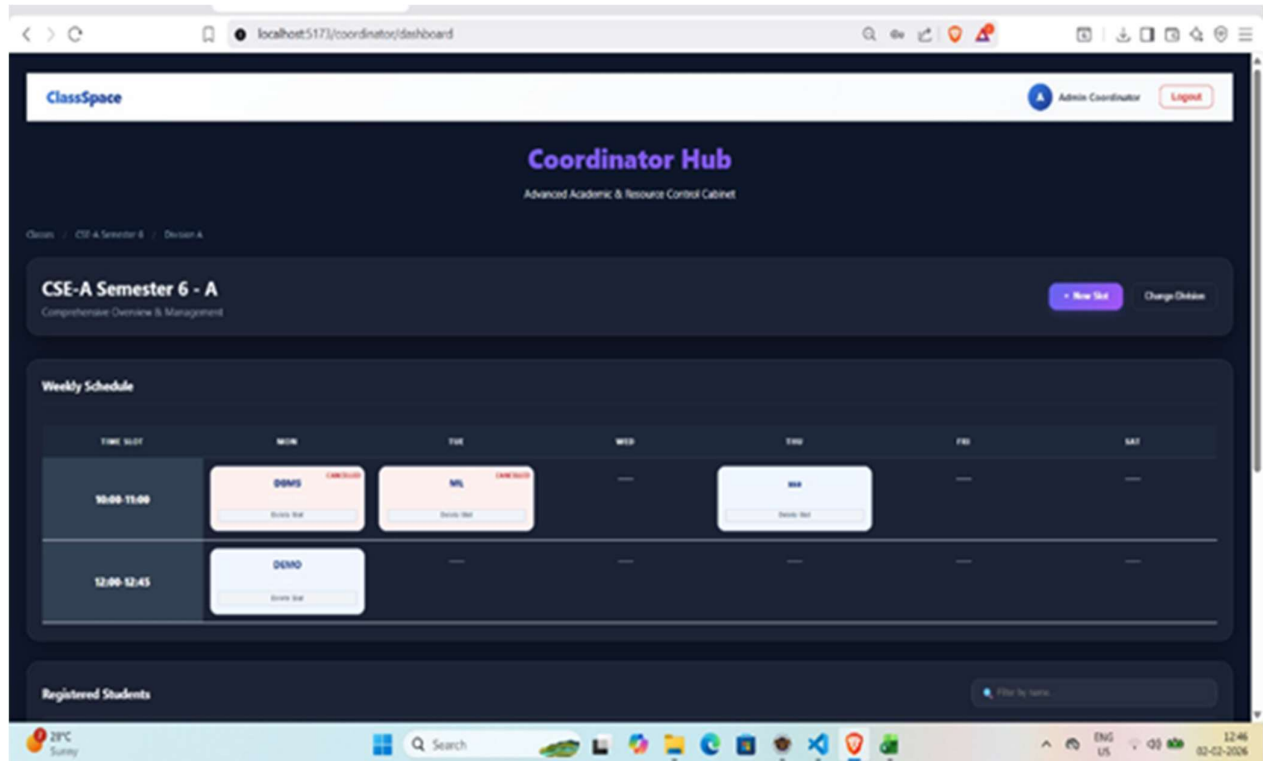 localhost:5173/coordinator/dashboard
ClassSpace
A Admin Coordinator Logout
Coordinator Hub
Advanced Academic & Resource Control Cabinet
Classes / CSE-A Semester 6 / Division A
CSE-A Semester 6 - A
Comprehensive Overview & Management
+ New Slot Change Division
Weekly Schedule
TIME SLOT MON TUE WED THU FRI SAT
10:00-11:00
CANCELLED
DBMS
Delete Slot
CANCELLED
ML
Delete Slot
Delete Slot
12:00-12:45
DEMO
Delete Slot
Registered Students
Filter by name...
Search
Sunny
ENG
US
12:46
02-02-2026